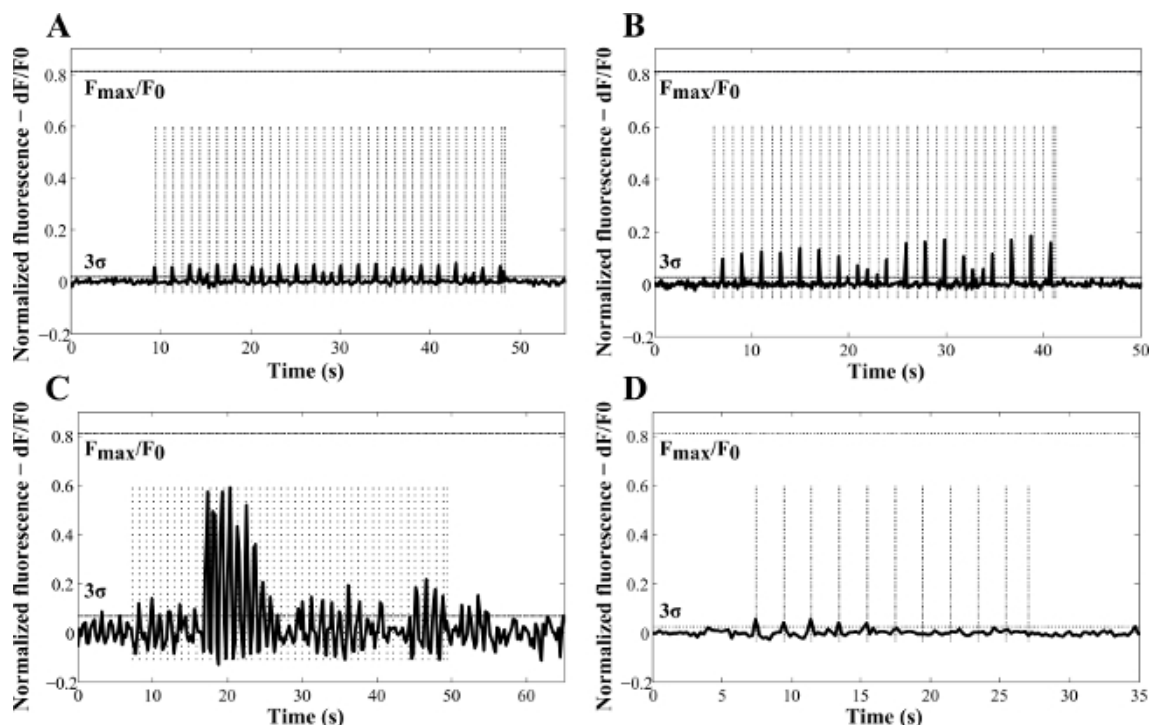 A
Normalized fluorescence – dF/F0
0.8
0.6
0.4
0.2
0
−0.2
Fmax/F0
3σ
0 10 20 30 40 50
Time (s)
B
Normalized fluorescence – dF/F0
0.8
0.6
0.4
0.2
0
−0.2
Fmax/F0
3σ
0 10 20 30 40 50
Time (s)
C
Normalized fluorescence – dF/F0
0.8
0.6
0.4
0.2
0
−0.2
Fmax/F0
3σ
0 10 20 30 40 50 60
Time (s)
D
Normalized fluorescence – dF/F0
0.8
0.6
0.4
0.2
0
−0.2
Fmax/F0
3σ
0 5 10 15 20 25 30 35
Time (s)